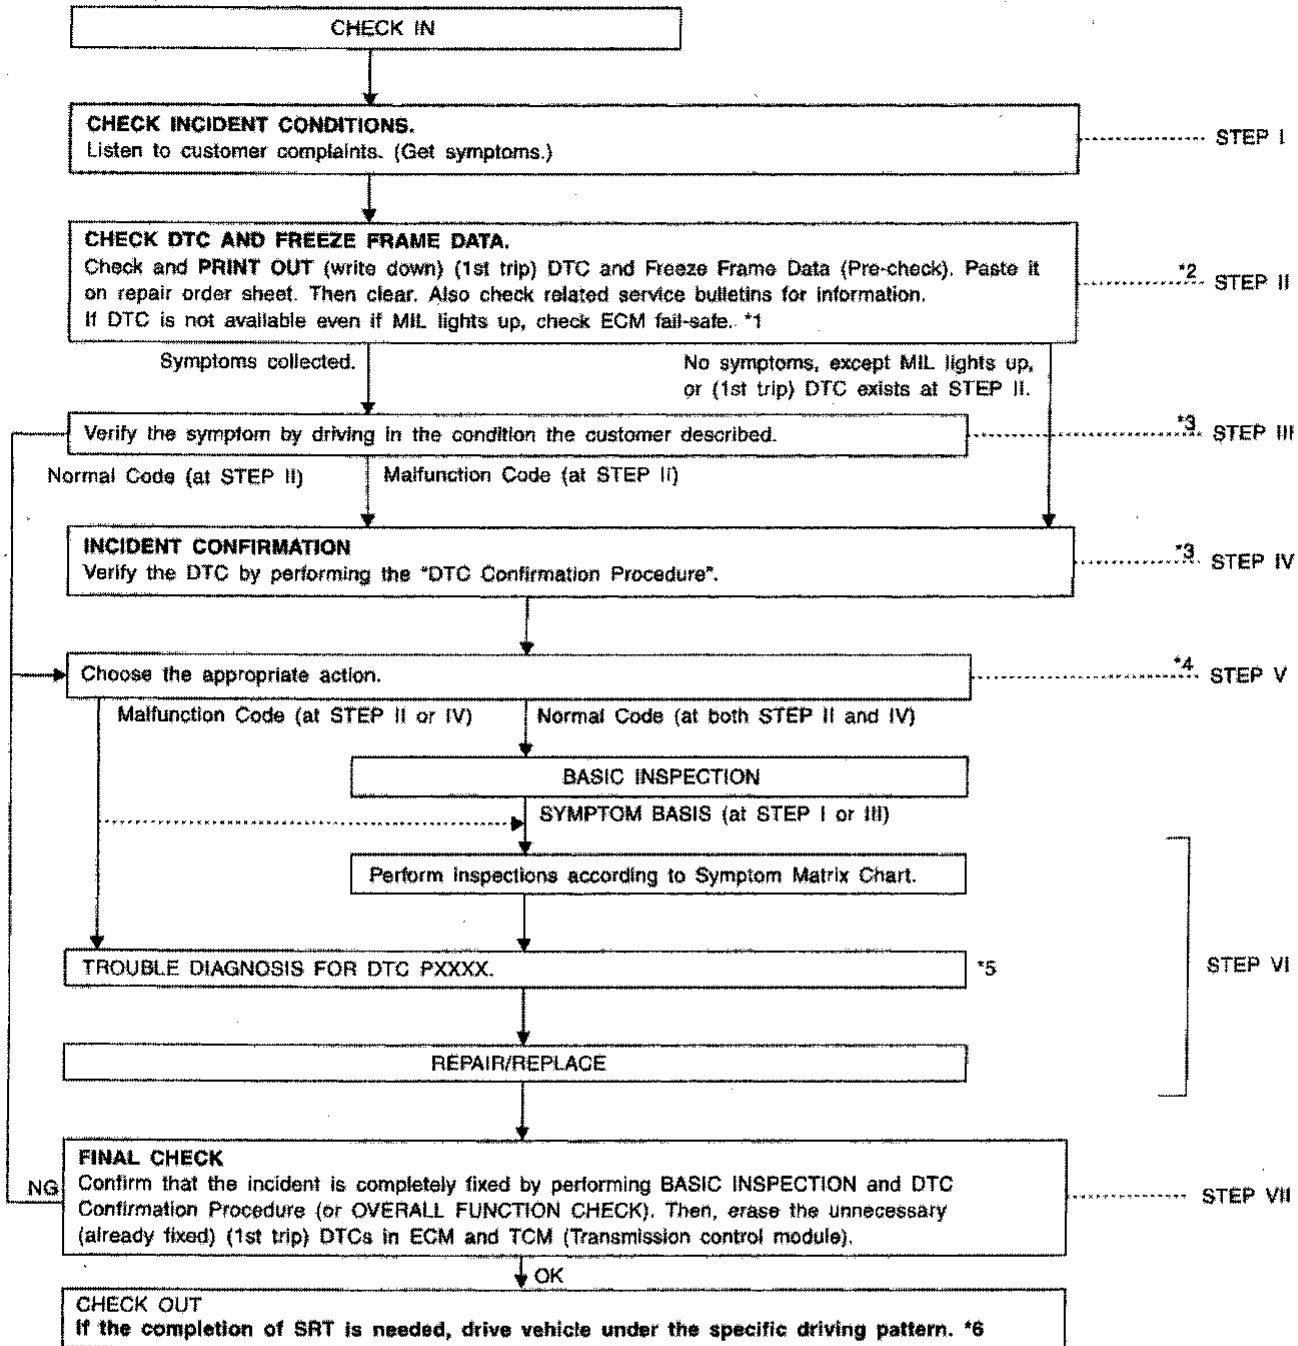 CHECK IN
CHECK INCIDENT CONDITIONS.
Listen to customer complaints. (Get symptoms.)
STEP I
CHECK DTC AND FREEZE FRAME DATA.
Check and PRINT OUT (write down) (1st trip) DTC and Freeze Frame Data (Pre-check). Paste it
on repair order sheet. Then clear. Also check related service bulletins for information.
If DTC is not available even if MIL lights up, check ECM fail-safe. *1
*2 STEP II
Symptoms collected.
No symptoms, except MIL lights up,
or (1st trip) DTC exists at STEP II.
Verify the symptom by driving in the condition the customer described.
*3 STEP III
Normal Code (at STEP II)
Malfunction Code (at STEP II)
INCIDENT CONFIRMATION
Verify the DTC by performing the "DTC Confirmation Procedure".
*3 STEP IV
Choose the appropriate action.
*4 STEP V
Malfunction Code (at STEP II or IV)
Normal Code (at both STEP II and IV)
BASIC INSPECTION
SYMPTOM BASIS (at STEP I or III)
Perform inspections according to Symptom Matrix Chart.
TROUBLE DIAGNOSIS FOR DTC PXXXX.
*5
STEP VI
REPAIR/REPLACE
FINAL CHECK
Confirm that the incident is completely fixed by performing BASIC INSPECTION and DTC
Confirmation Procedure (or OVERALL FUNCTION CHECK). Then, erase the unnecessary
(already fixed) (1st trip) DTCs in ECM and TCM (Transmission control module).
NG
STEP VII
OK
CHECK OUT
If the completion of SRT is needed, drive vehicle under the specific driving pattern. *6